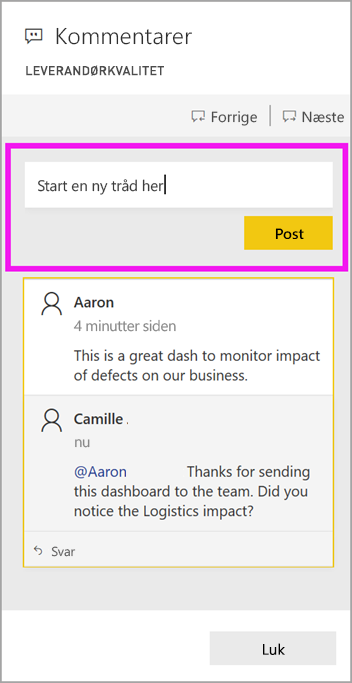 Kommentarer
LEVERANDØRKVALITET
Forrige Næste
Start en ny tråd her
Post
Aaron
4 minutter siden
This is a great dash to monitor impact
of defects on our business.
Camille .
nu
@Aaron Thanks for sending
this dashboard to the team. Did you
notice the Logistics impact?
Svar
Luk